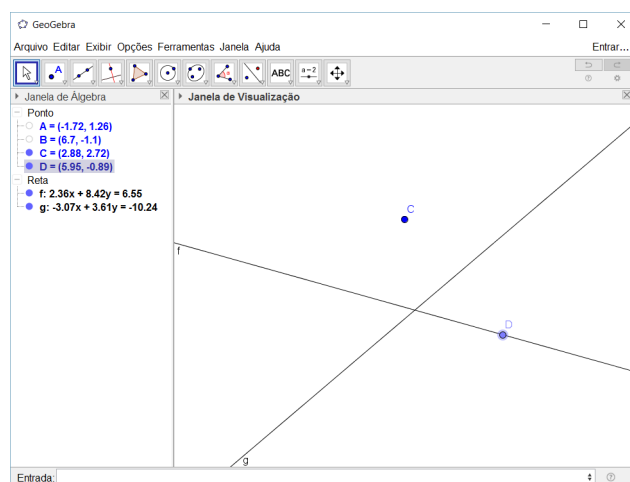 GeoGebra
Arquivo Editar Exibir Opções Ferramentas Janela Ajuda Entrar...
A ABC a=2
Janela de Álgebra
Janela de Visualização
Ponto
A = (-1.72, 1.26)
B = (6.7, -1.1)
C = (2.88, 2.72)
D = (5.95, -0.89)
Reta
f: 2.36x + 8.42y = 6.55
g: -3.07x + 3.61y = -10.24
C
f
D
g
Entrada: